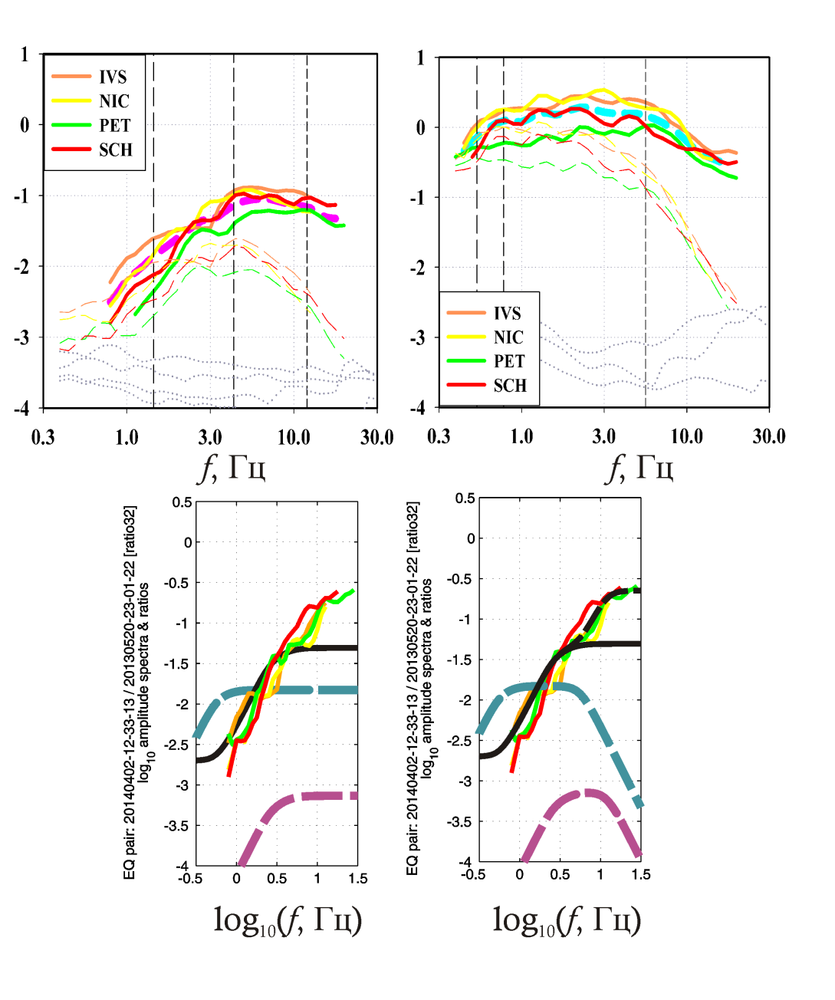 1
0
-1
-2
-3
-4
IVS
NIC
PET
SCH
0.3 1.0 3.0 10.0 30.0
f, Гц
1
0
-1
-2
-3
-4
IVS
NIC
PET
SCH
0.3 1.0 3.0 10.0 30.0
f, Гц
EQ pair: 20140402-12-33-13 / 20130520-23-01-22 [ratio32]
log10 amplitude spectra & ratios
0.5
0
-0.5
-1
-1.5
-2
-2.5
-3
-3.5
-4
-0.5 0 0.5 1 1.5
log10(f, Гц)
EQ pair: 20140402-12-33-13 / 20130520-23-01-22 [ratio32]
log10 amplitude spectra & ratios
0.5
0
-0.5
-1
-1.5
-2
-2.5
-3
-3.5
-4
-0.5 0 0.5 1 1.5
log10(f, Гц)